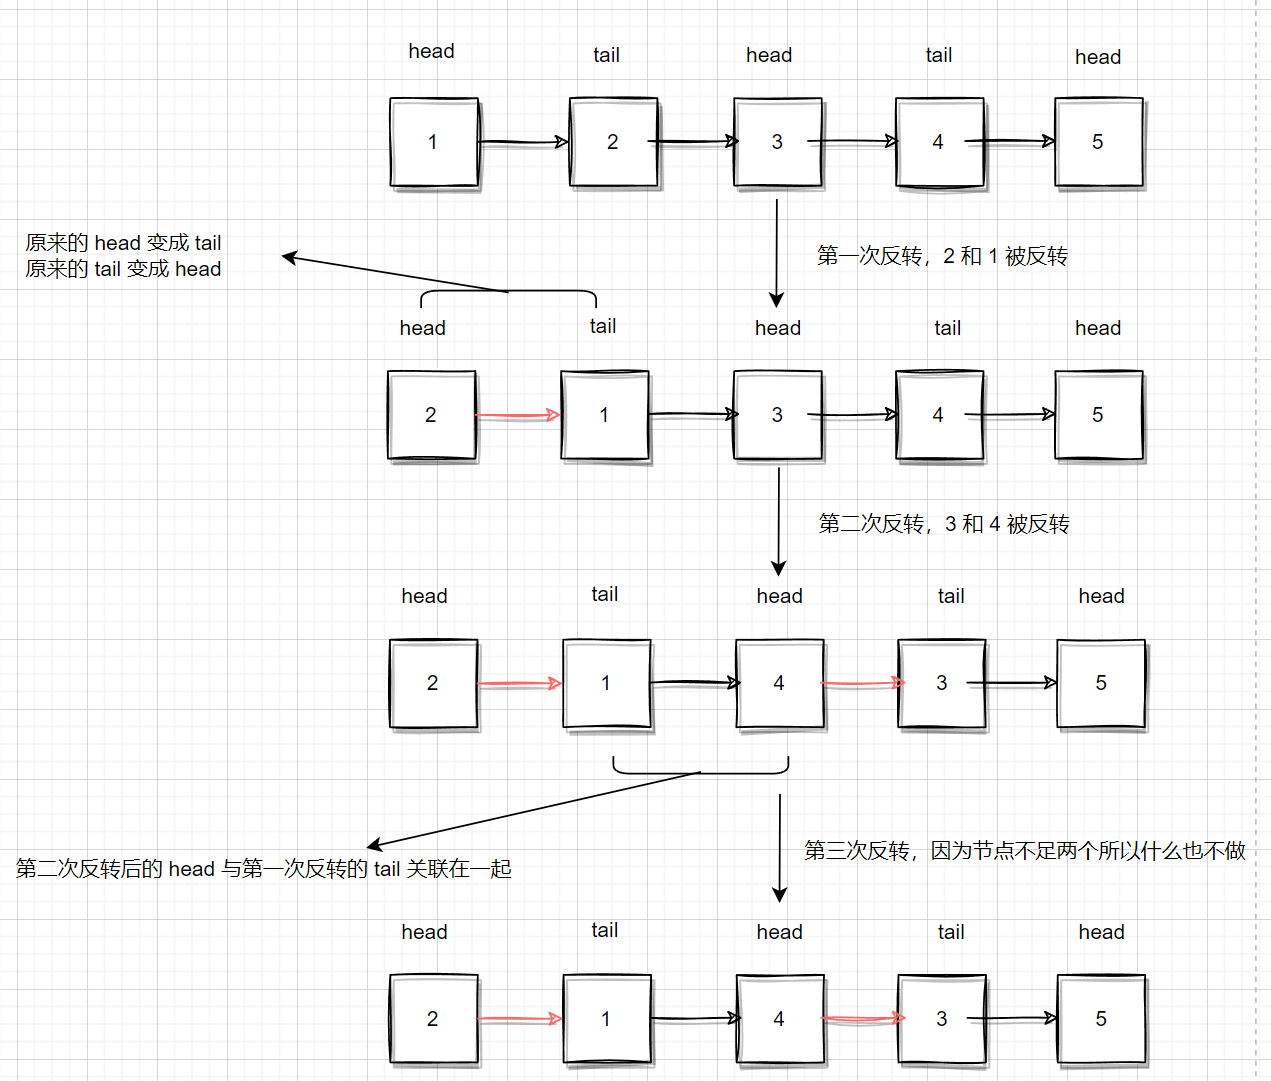 head tail head tail head
1 2 3 4 5
第一次反转，2 和 1 被反转
原来的 head 变成 tail
原来的 tail 变成 head
head tail head tail head
2 1 3 4 5
第二次反转，3 和 4 被反转
head tail head tail head
2 1 4 3 5
第三次反转，因为节点不足两个所以什么也不做
第二次反转后的 head 与第一次反转的 tail 关联在一起
head tail head tail head
2 1 4 3 5